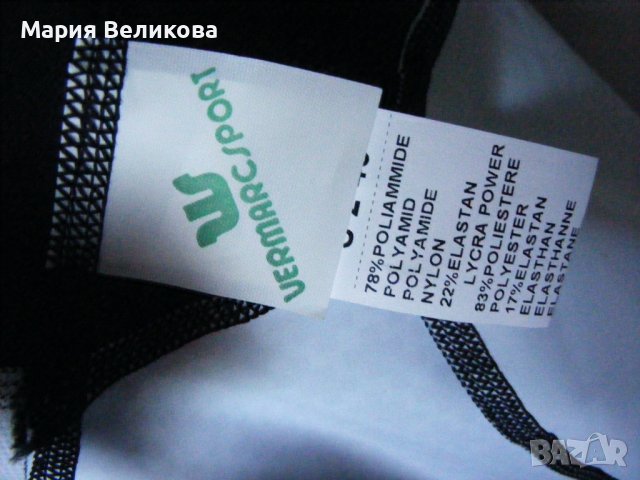 Мария Великова
VERMARCSPORT
78%POLIAMMIDE
POLYAMID
POLYAMIDE
NYLON
22%ELASTAN
LYCRA POWER
83%POLIESTERE
POLYESTER
17%ELASTAN
ELASTHAN
ELASTHANNE
ELASTANE
BAZAR